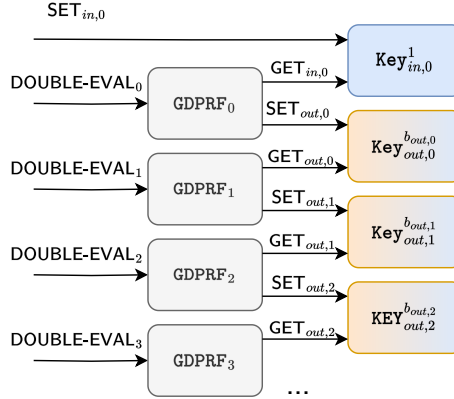 SET_{in,0}
Key^1_{in,0}
GET_{in,0}
DOUBLE-EVAL_0
GDPRF_0
SET_{out,0}
Key^{b_{out,0}}_{out,0}
GET_{out,0}
DOUBLE-EVAL_1
GDPRF_1
SET_{out,1}
Key^{b_{out,1}}_{out,1}
GET_{out,1}
DOUBLE-EVAL_2
GDPRF_2
SET_{out,2}
KEY^{b_{out,2}}_{out,2}
GET_{out,2}
DOUBLE-EVAL_3
GDPRF_3
...